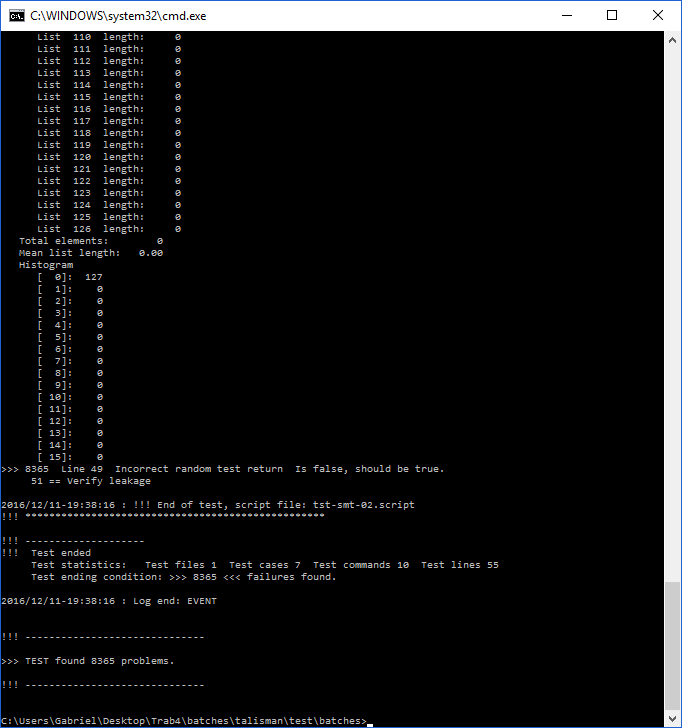 C:\WINDOWS\system32\cmd.exe
List 110 length: 0
List 111 length: 0
List 112 length: 0
List 113 length: 0
List 114 length: 0
List 115 length: 0
List 116 length: 0
List 117 length: 0
List 118 length: 0
List 119 length: 0
List 120 length: 0
List 121 length: 0
List 122 length: 0
List 123 length: 0
List 124 length: 0
List 125 length: 0
List 126 length: 0
Total elements: 0
Mean list length: 0.00
Histogram
[ 0]: 127
[ 1]: 0
[ 2]: 0
[ 3]: 0
[ 4]: 0
[ 5]: 0
[ 6]: 0
[ 7]: 0
[ 8]: 0
[ 9]: 0
[ 10]: 0
[ 11]: 0
[ 12]: 0
[ 13]: 0
[ 14]: 0
[ 15]: 0
>>> 8365 Line 49 Incorrect random test return Is false, should be true.
51 == Verify leakage
2016/12/11-19:38:16 : !!! End of test, script file: tst-smt-02.script
!!! **************************************************
!!! --------------------
!!! Test ended
Test statistics: Test files 1 Test cases 7 Test commands 10 Test lines 55
Test ending condition: >>> 8365 <<< failures found.
2016/12/11-19:38:16 : Log end: EVENT
!!! ------------------------------
>>> TEST found 8365 problems.
!!! ------------------------------
C:\Users\Gabriel\Desktop\Trab4\batches\talisman\test\batches>